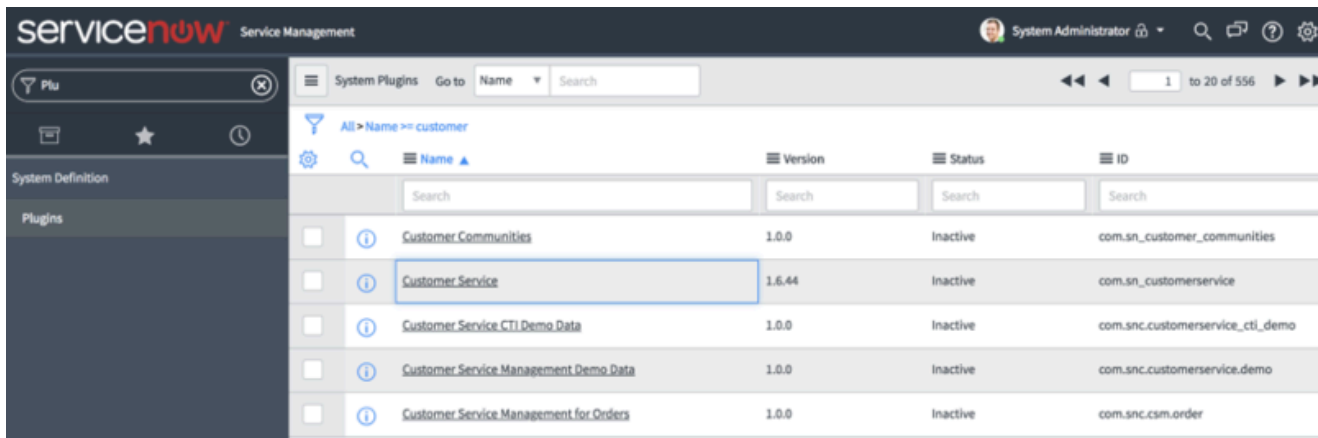 servicenow Service Management System Administrator
Plu System Plugins Go to Name Search 1 to 20 of 556
All > Name >= customer
Name Version Status ID
System Definition
Search Search Search Search
Plugins
Customer Communities 1.0.0 Inactive com.sn_customer_communities
Customer Service 1.6.44 Inactive com.sn_customerservice
Customer Service CTI Demo Data 1.0.0 Inactive com.snc.customerservice_cti_demo
Customer Service Management Demo Data 1.0.0 Inactive com.snc.customerservice.demo
Customer Service Management for Orders 1.0.0 Inactive com.snc.csm.order